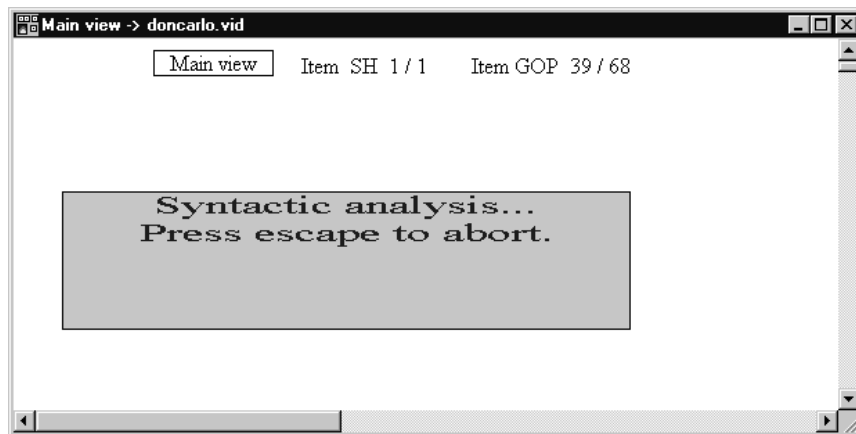 Main view -> doncarlo.vid
Main view Item SH 1 / 1 Item GOP 39 / 68
Syntactic analysis...
Press escape to abort.